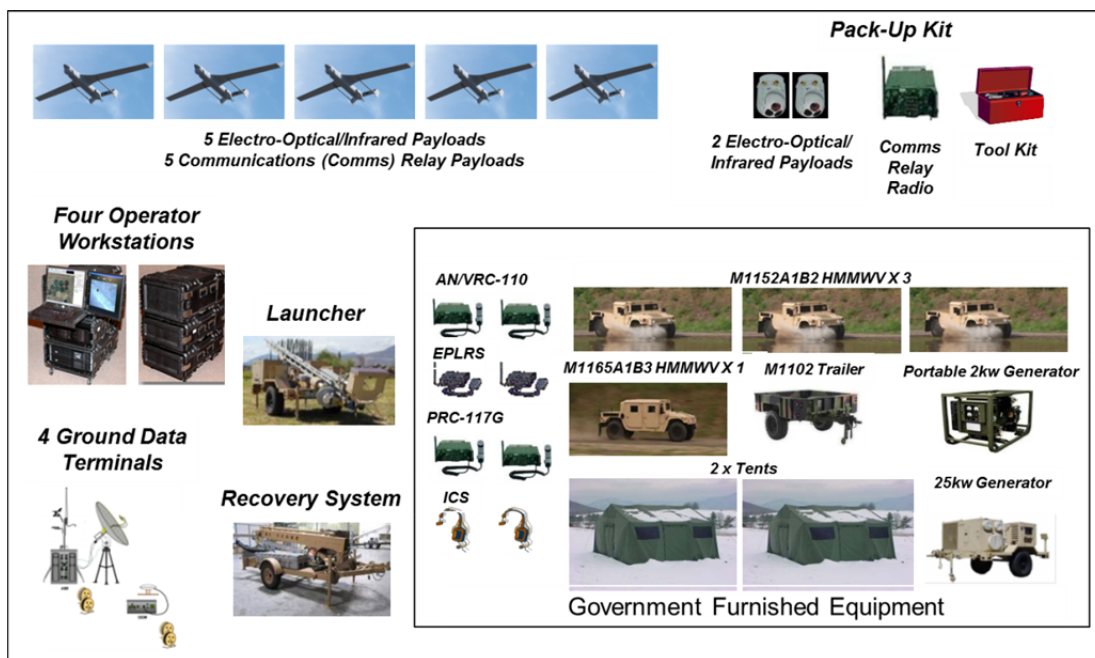 Pack-Up Kit
5 Electro-Optical/Infrared Payloads
5 Communications (Comms) Relay Payloads
2 Electro-Optical/
Infrared Payloads
Comms
Relay
Radio
Tool Kit
Four Operator
Workstations
Launcher
4 Ground Data
Terminals
Recovery System
AN/VRC-110
EPLRS
PRC-117G
ICS
M1152A1B2 HMMWV X 3
M1165A1B3 HMMWV X 1
M1102 Trailer
Portable 2kw Generator
2 x Tents
25kw Generator
Government Furnished Equipment